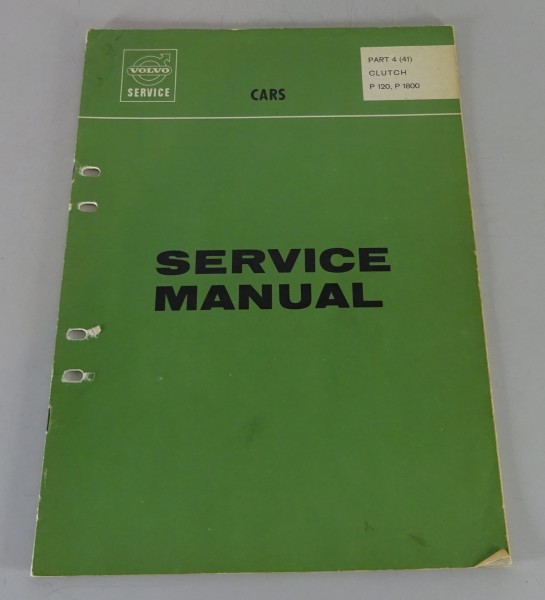 VOLVO
SERVICE
CARS
PART 4 (41)
CLUTCH
P 120, P 1800
SERVICE
MANUAL